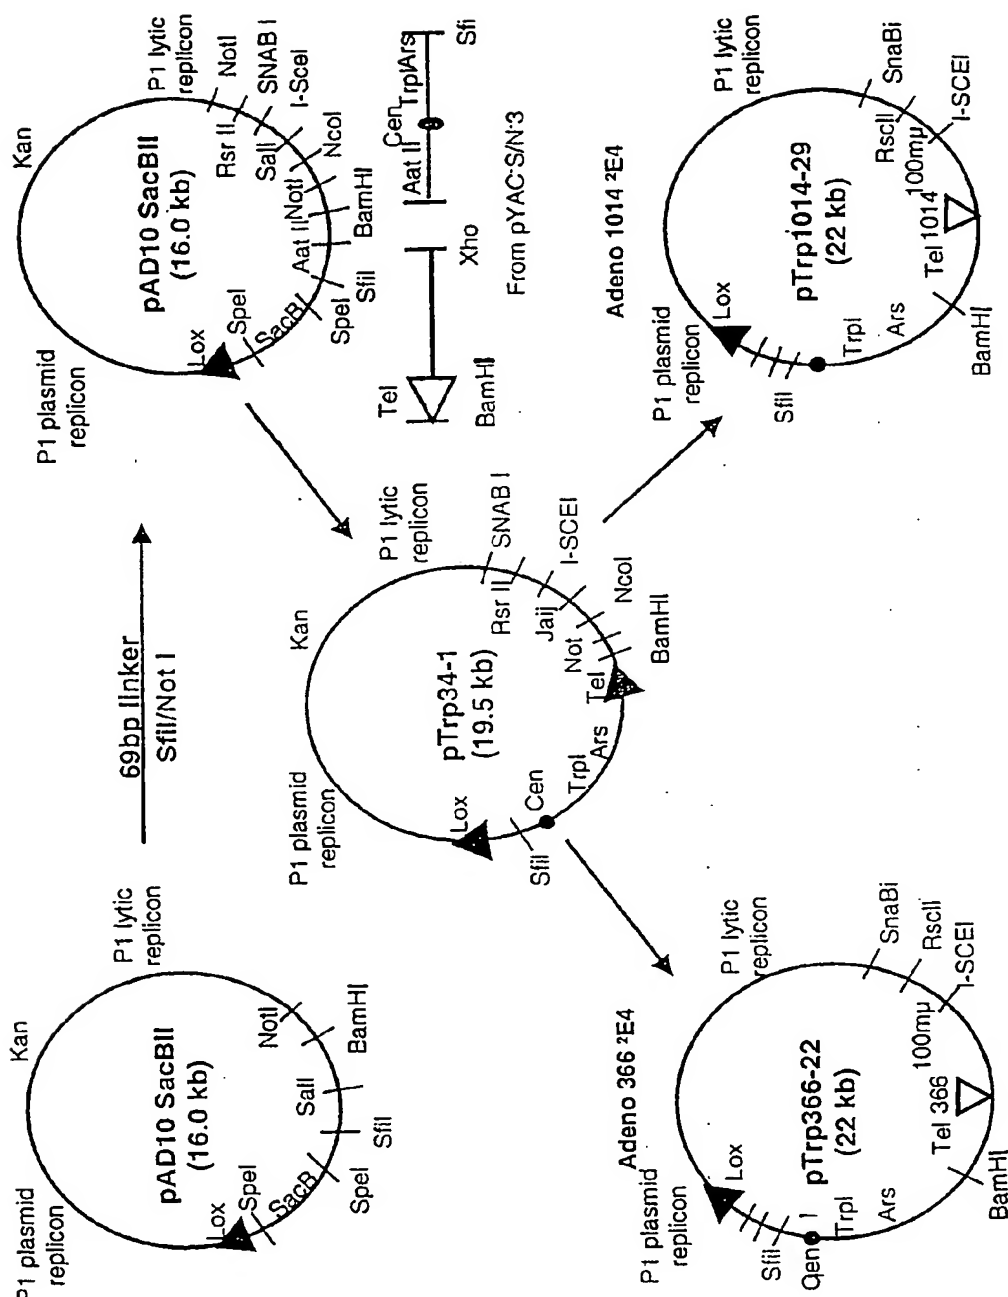 P1 plasmid
replicon
Kan
P1 lytic
replicon
pAD10 SacBII
(16.0 kb)
Lox
SpeI
SacB
SpeI
SfiI
SalI
BamHI
NotI
69bp linker
SfiI/Not I
P1 plasmid
replicon
Kan
P1 lytic
replicon
pAD10 SacBII
(16.0 kb)
NotI
SNAB I
I-SceI
Rsr II
SalI
NcoI
NotI
BamHI
Aat II
SfiI
SpeI
SacB
SpeI
Lox
P1 plasmid
replicon
Kan
P1 lytic
replicon
pTrp34-1
(19.5 kb)
SNAB I
Rsr II
I-SCEI
Jaij
NcoI
Not
BamHI
Tel
Ars
TrpI
Cen
SfiI
Lox
Tel
BamHI
Xho
Aat II
Cen
TrpIArs
Sfi
From pYAC:S/N:3
Adeno 366 ²E4
P1 plasmid
replicon
Lox
P1 lytic
replicon
pTrp366-22
(22 kb)
SnaBi
RscII
I-SCEI
100mµ
Tel 366
BamHI
Ars
TrpI
Qen
I
SfiI
Adeno 1014 ²E4
P1 plasmid
replicon
Lox
P1 lytic
replicon
pTrp1014-29
(22 kb)
SnaBi
RscII
I-SCEI
100mµ
Tel 1014
BamHI
Ars
TrpI
SfiI